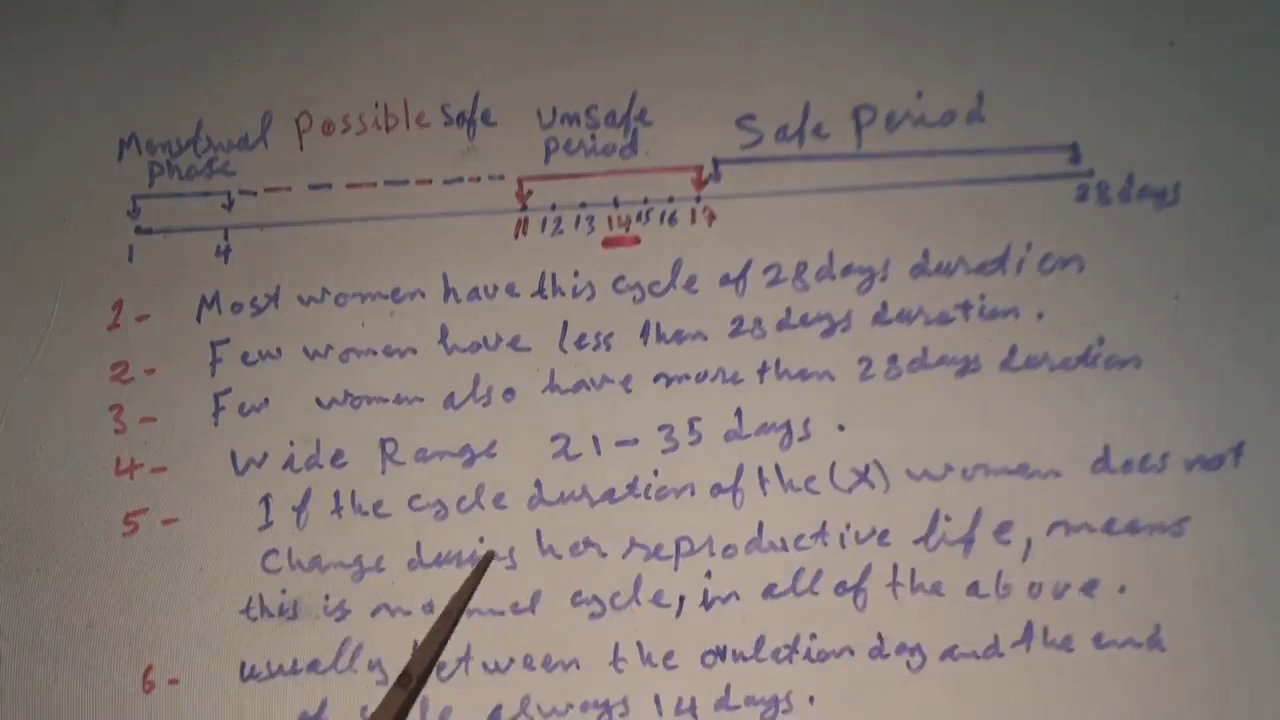 Menstrual phase
possible safe
Unsafe period
Safe period
1 4 11 12 13 14 15 16 17 28 days
1- Most women have this cycle of 28 days duration
2- Few women have less then 28 days duration.
3- Few women also have more then 28 days duration
4- Wide Range 21-35 days.
5- If the cycle duration of the (X) women does not
Change during her reproductive life, means
this is normal cycle, in all of the above.
6- usually between the ovulation day and the end
of cycle always 14 days.